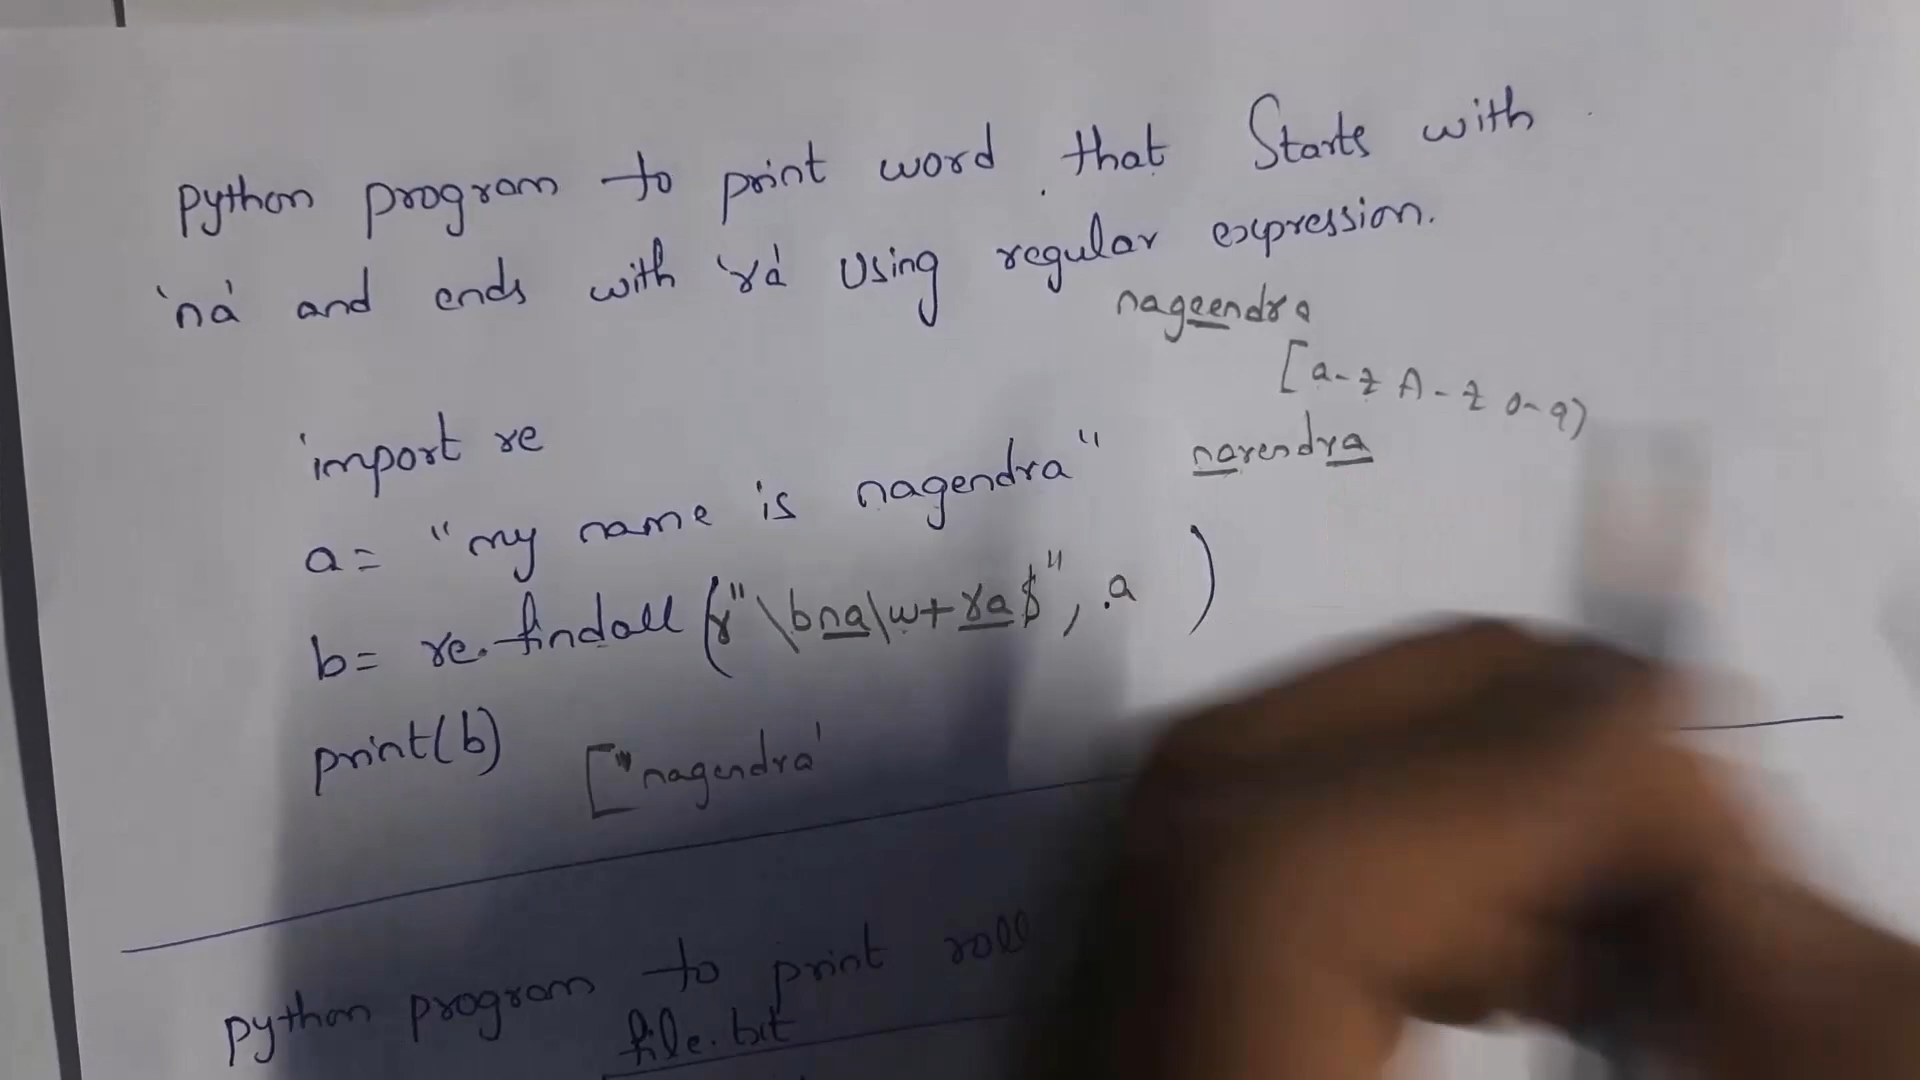 python program to print word that Starts with
'na' and ends with 'ra' Using regular expression.
nageendra
[a-z A-z 0-9)
import re
a= "my name is nagendra"
narendra
b= re.findall(r"\bna\w+ra$", a )
print(b)
["nagendra'
python program to print roll
file.txt